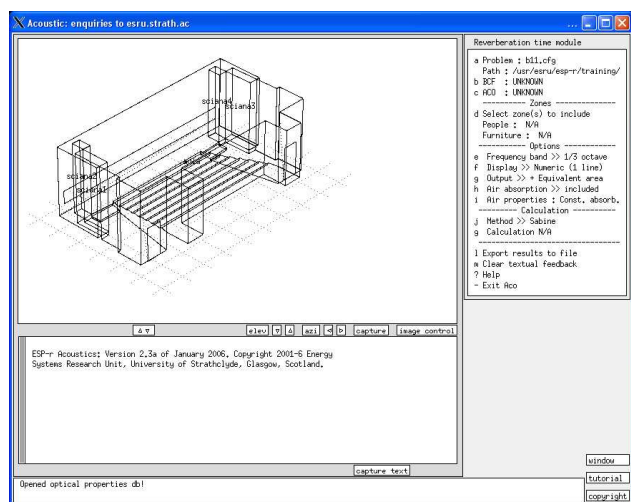 Acoustic: enquiries to esru.strath.ac
...
Reverberation time module
a Problem : b11.cfg
Path : /usr/esru/esp-r/training/
b BCF : UNKNOWN
c ACO : UNKNOWN
---------- Zones -------------
d Select zone(s) to include
People : N/A
Furniture : N/A
--------- Options -----------
e Frequency band >> 1/3 octave
f Display >> Numeric (1 line)
g Output >> + Equivalent area
h Air absorption >> included
i Air properties : Const. absorb.
--------- Calculation --------
j Method >> Sabine
g Calculation N/A
------------------------------
l Export results to file
m Clear textual feedback
? Help
- Exit Aco
sciana4
sciana3
sciana2
sciana1
elev
azi
capture
image control
ESP-r Acoustics: Version 2.3a of January 2006. Copyright 2001-6 Energy
Systems Research Unit, University of Strathclyde, Glasgow, Scotland.
capture text
window
tutorial
copyright
Opened optical properties db!